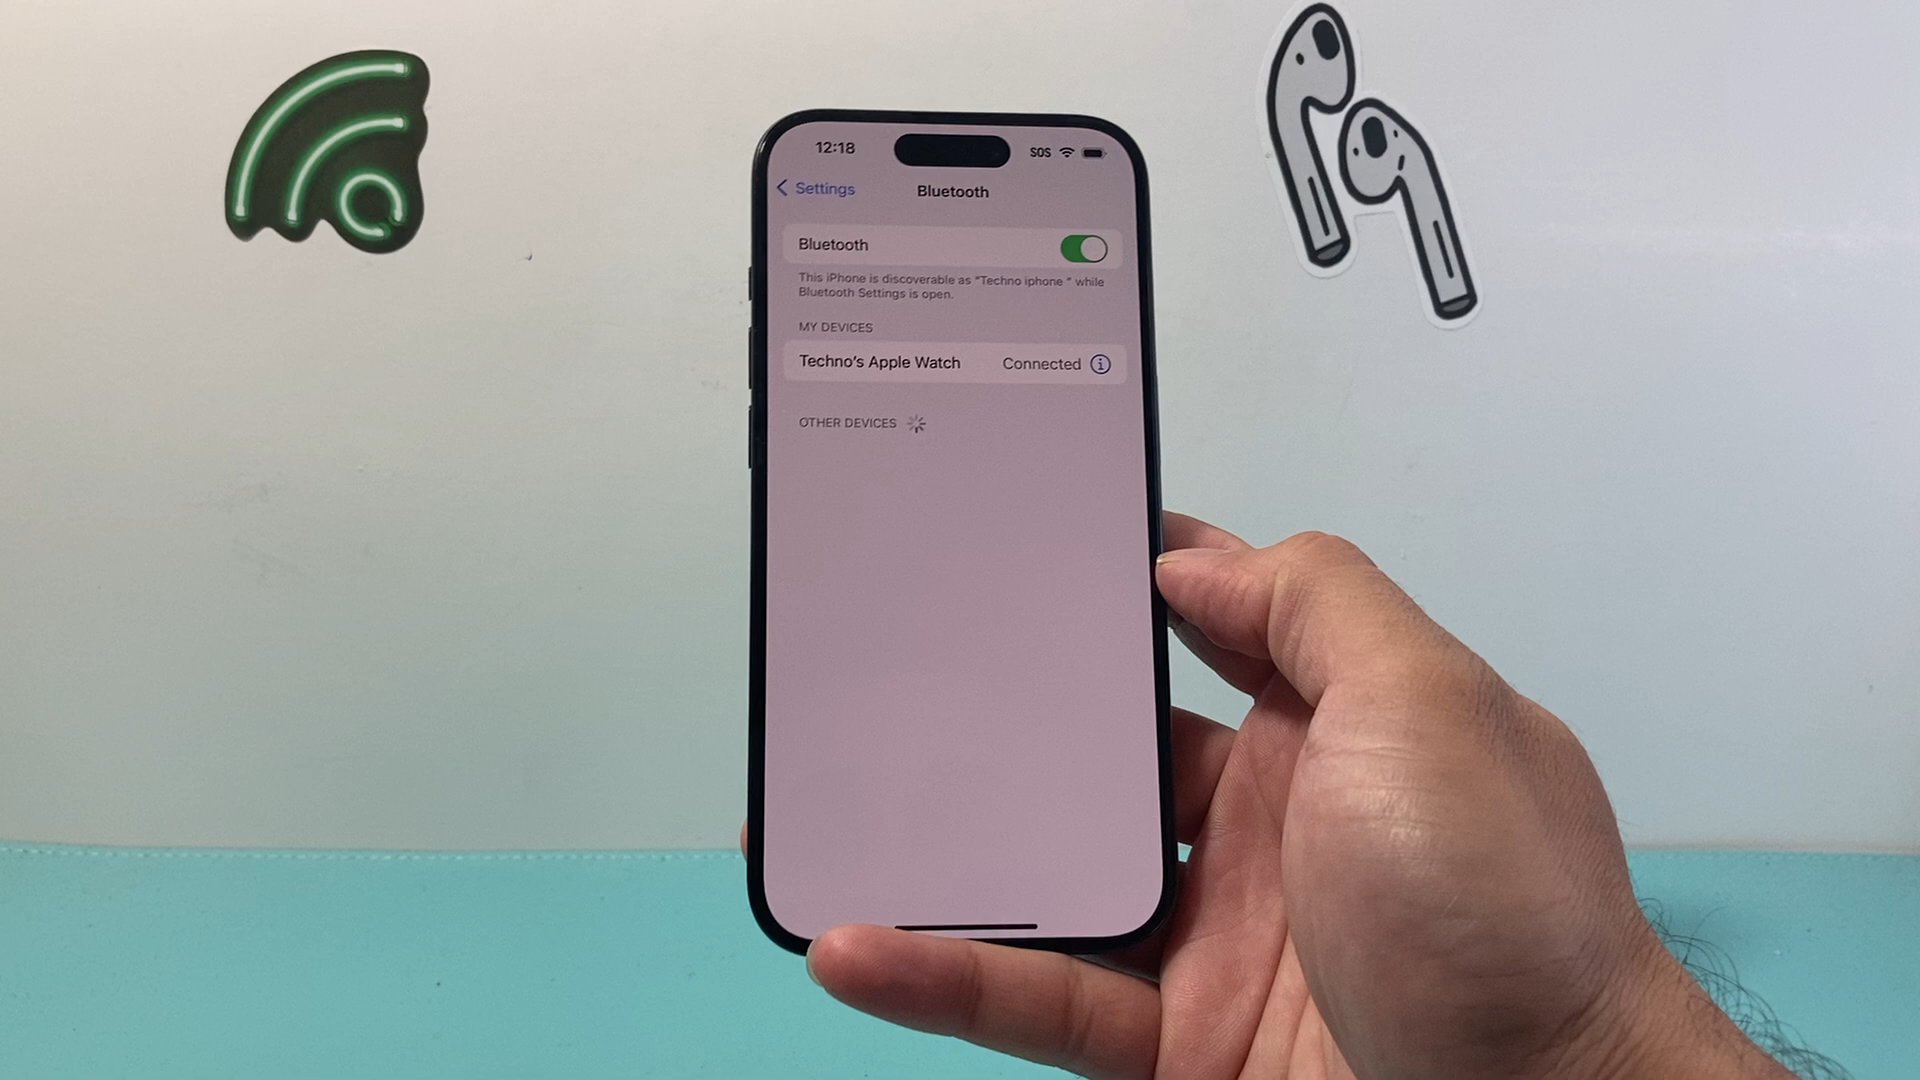 12:18
SOS
Settings
Bluetooth
Bluetooth
This iPhone is discoverable as "Techno iphone " while
Bluetooth Settings is open.
MY DEVICES
Techno's Apple Watch Connected
OTHER DEVICES